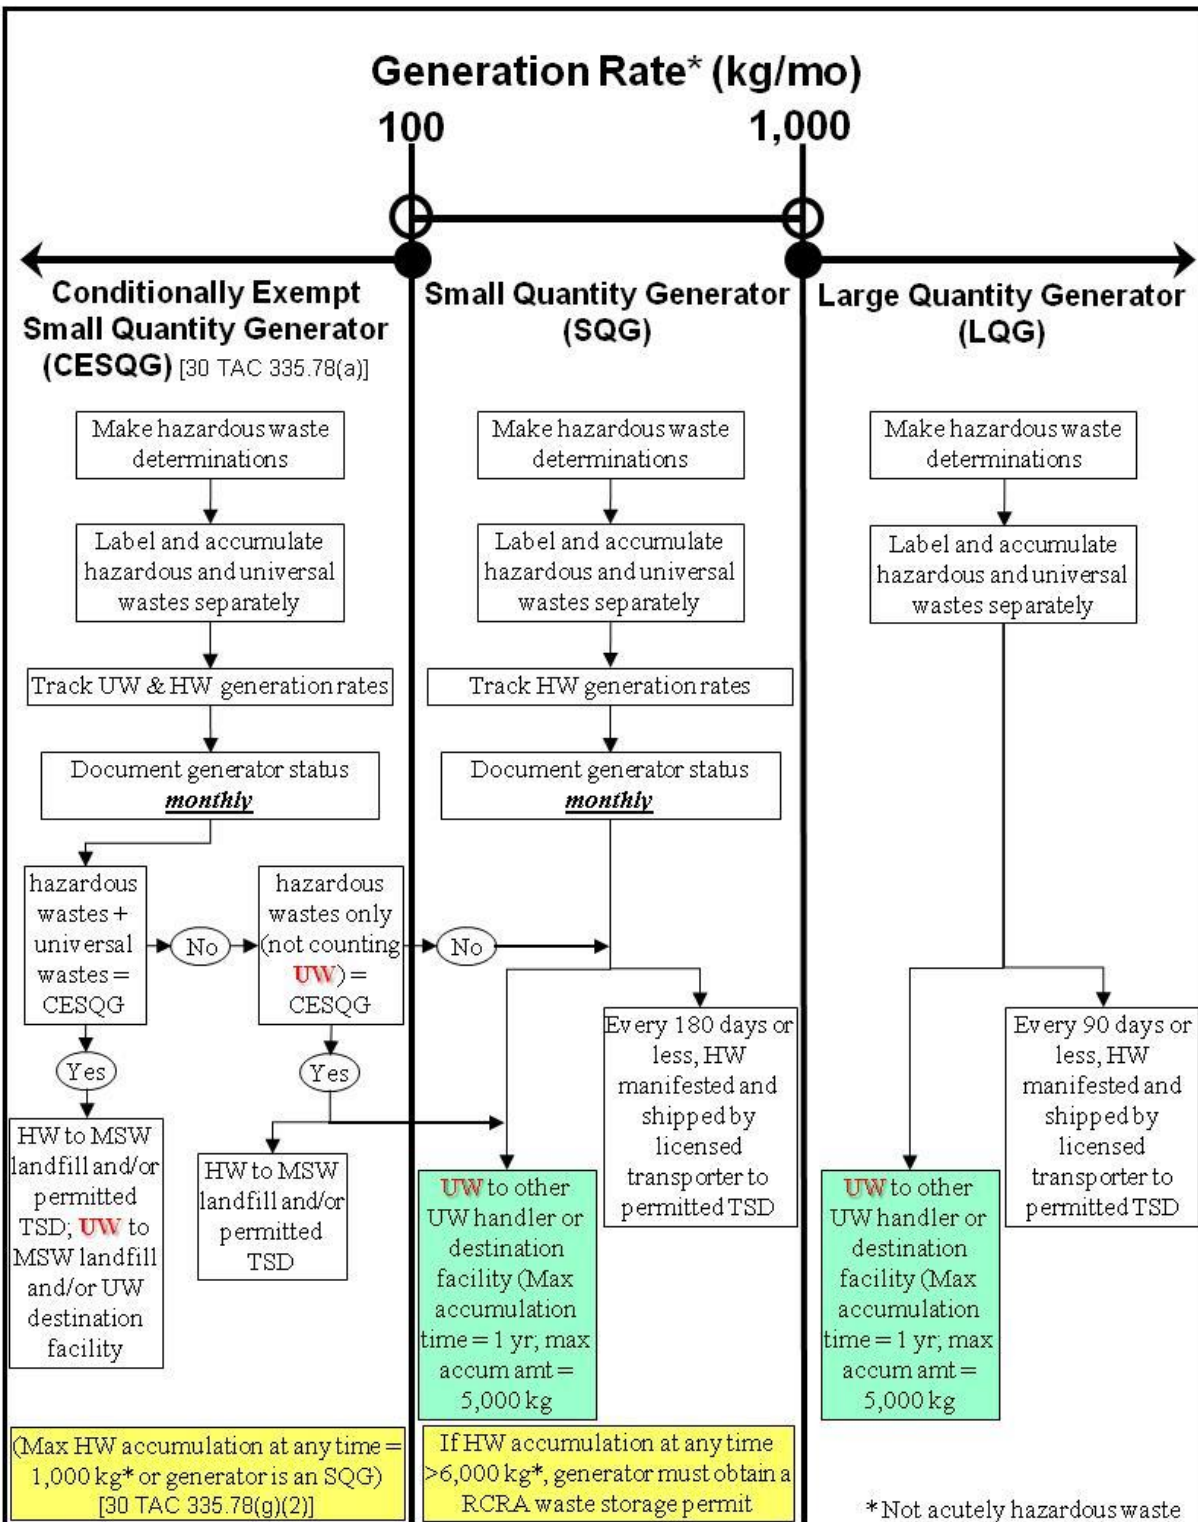 Generation Rate* (kg/mo)
100
1,000
Conditionally Exempt
Small Quantity Generator
(CESQG) [30 TAC 335.78(a)]
Small Quantity Generator
(SQG)
Large Quantity Generator
(LQG)
Make hazardous waste
determinations
Label and accumulate
hazardous and universal
wastes separately
Track UW & HW generation rates
Document generator status
monthly
hazardous
wastes +
universal
wastes =
CESQG
No
hazardous
wastes only
(not counting
UW) =
CESQG
No
Yes
Yes
HW to MSW
landfill and/or
permitted
TSD; UW to
MSW landfill
and/or UW
destination
facility
HW to MSW
landfill and/or
permitted
TSD
(Max HW accumulation at any time =
1,000 kg* or generator is an SQG)
[30 TAC 335.78(g)(2)]
Make hazardous waste
determinations
Label and accumulate
hazardous and universal
wastes separately
Track HW generation rates
Document generator status
monthly
UW to other
UW handler or
destination
facility (Max
accumulation
time = 1 yr; max
accum amt =
5,000 kg
Every 180 days or
less, HW
manifested and
shipped by
licensed
transporter to
permitted TSD
If HW accumulation at any time
>6,000 kg*, generator must obtain a
RCRA waste storage permit
Make hazardous waste
determinations
Label and accumulate
hazardous and universal
wastes separately
UW to other
UW handler or
destination
facility (Max
accumulation
time = 1 yr; max
accum amt =
5,000 kg
Every 90 days or
less, HW
manifested and
shipped by
licensed
transporter to
permitted TSD
*Not acutely hazardous waste